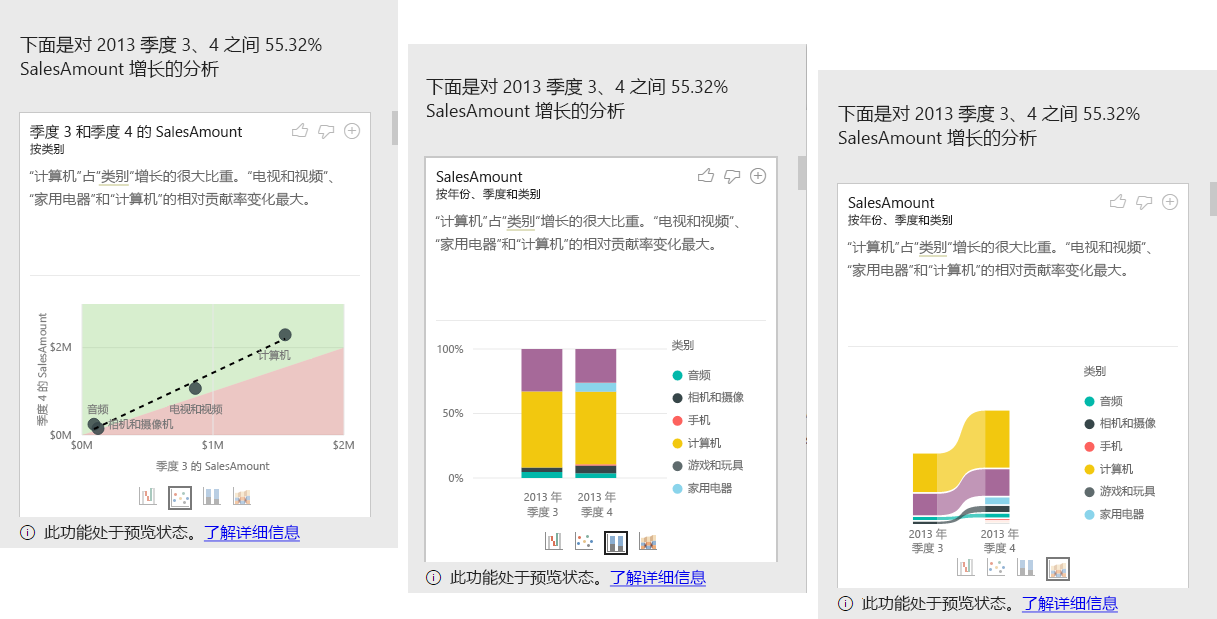 下面是对 2013 季度 3、4 之间 55.32%
SalesAmount 增长的分析
季度 3 和季度 4 的 SalesAmount
按类别
“计算机”占“类别”增长的很大比重。“电视和视频”、
“家用电器”和“计算机”的相对贡献率变化最大。
季度 4 的 SalesAmount
$2M
$0M
计算机
电视和视频
音频
相机和摄像机
$0M
$1M
$2M
季度 3 的 SalesAmount
此功能处于预览状态。了解详细信息
下面是对 2013 季度 3、4 之间 55.32%
SalesAmount 增长的分析
SalesAmount
按年份、季度和类别
“计算机”占“类别”增长的很大比重。“电视和视频”、
“家用电器”和“计算机”的相对贡献率变化最大。
100%
50%
0%
2013 年
季度 3
2013 年
季度 4
类别
音频
相机和摄像
手机
计算机
游戏和玩具
家用电器
此功能处于预览状态。了解详细信息
下面是对 2013 季度 3、4 之间 55.32%
SalesAmount 增长的分析
SalesAmount
按年份、季度和类别
“计算机”占“类别”增长的很大比重。“电视和视频”、
“家用电器”和“计算机”的相对贡献率变化最大。
2013 年
季度 3
2013 年
季度 4
类别
音频
相机和摄像
手机
计算机
游戏和玩具
家用电器
此功能处于预览状态。了解详细信息